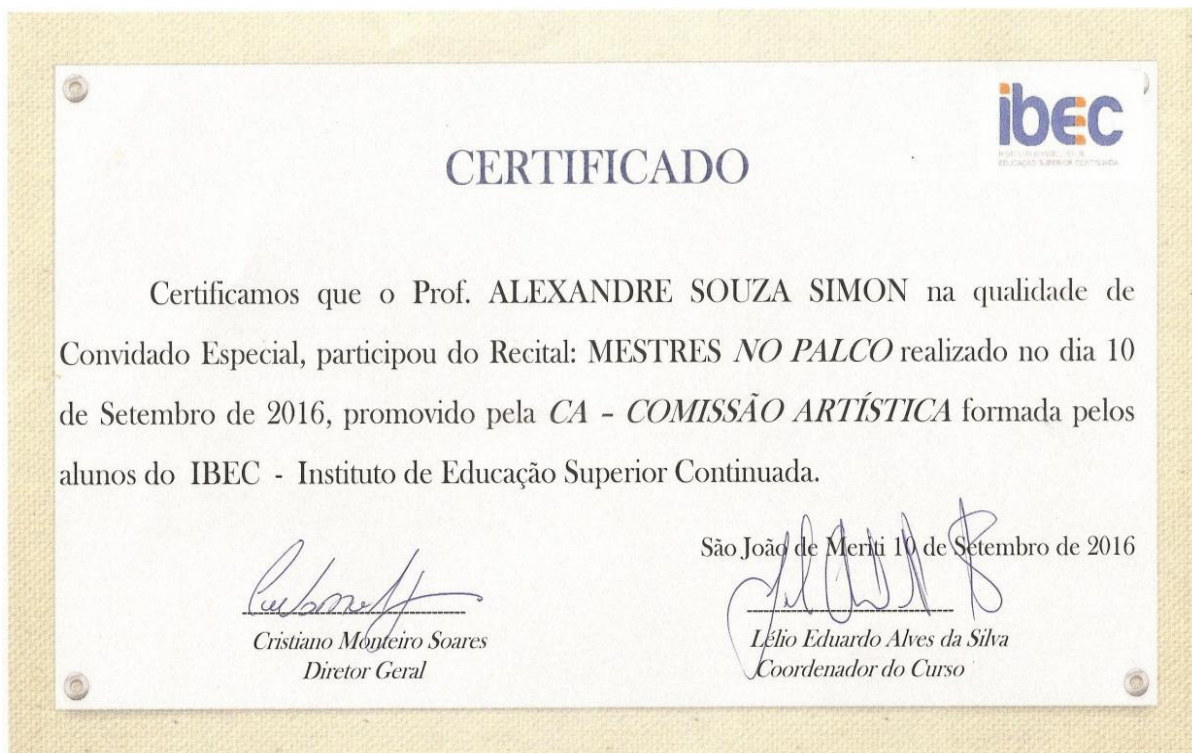 ibec
EDUCAÇÃO SUPERIOR CONTINUADA
CERTIFICADO
Certificamos que o Prof. ALEXANDRE SOUZA SIMON na qualidade de
Convidado Especial, participou do Recital: MESTRES NO PALCO realizado no dia 10
de Setembro de 2016, promovido pela CA – COMISSÃO ARTÍSTICA formada pelos
alunos do IBEC - Instituto de Educação Superior Continuada.
São João de Meriti 10 de Setembro de 2016
Cristiano Monteiro Soares
Diretor Geral
Lélio Eduardo Alves da Silva
Coordenador do Curso